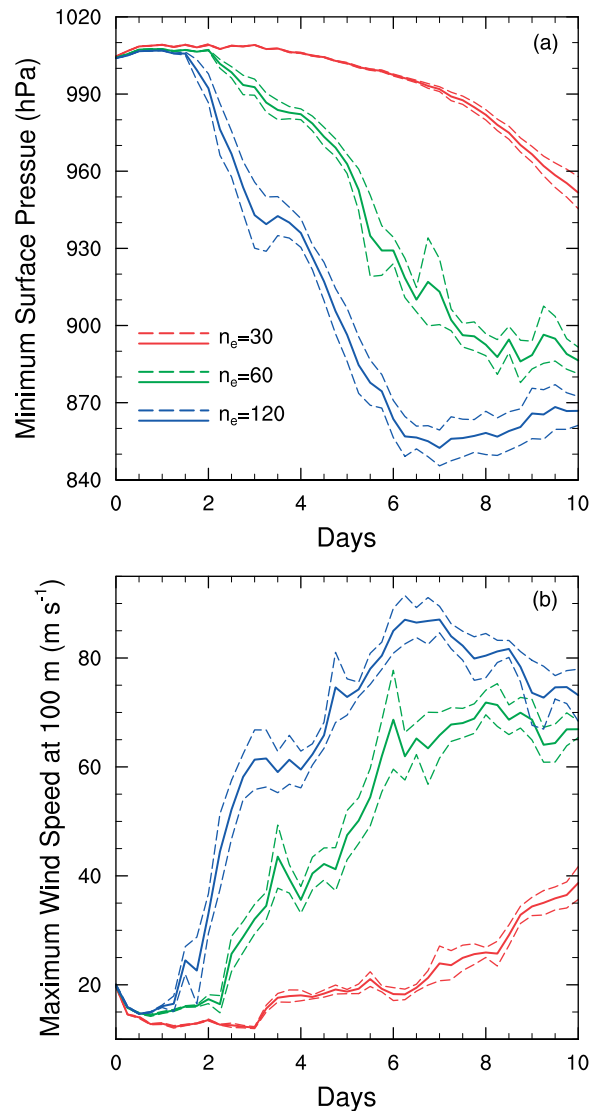 (a)
Minimum Surface Pressue (hPa)
1020
990
960
930
900
870
840
nₑ=30
nₑ=60
nₑ=120
0 2 4 6 8 10
Days
(b)
Maximum Wind Speed at 100 m (m s⁻¹)
80
60
40
20
0 2 4 6 8 10
Days